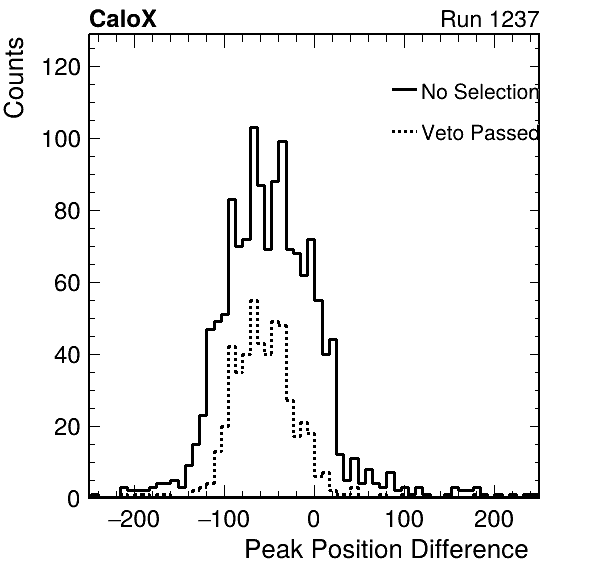 CaloX Run 1237
Counts
120
100
80
60
40
20
0
No Selection
Veto Passed
−200 −100 0 100 200
Peak Position Difference